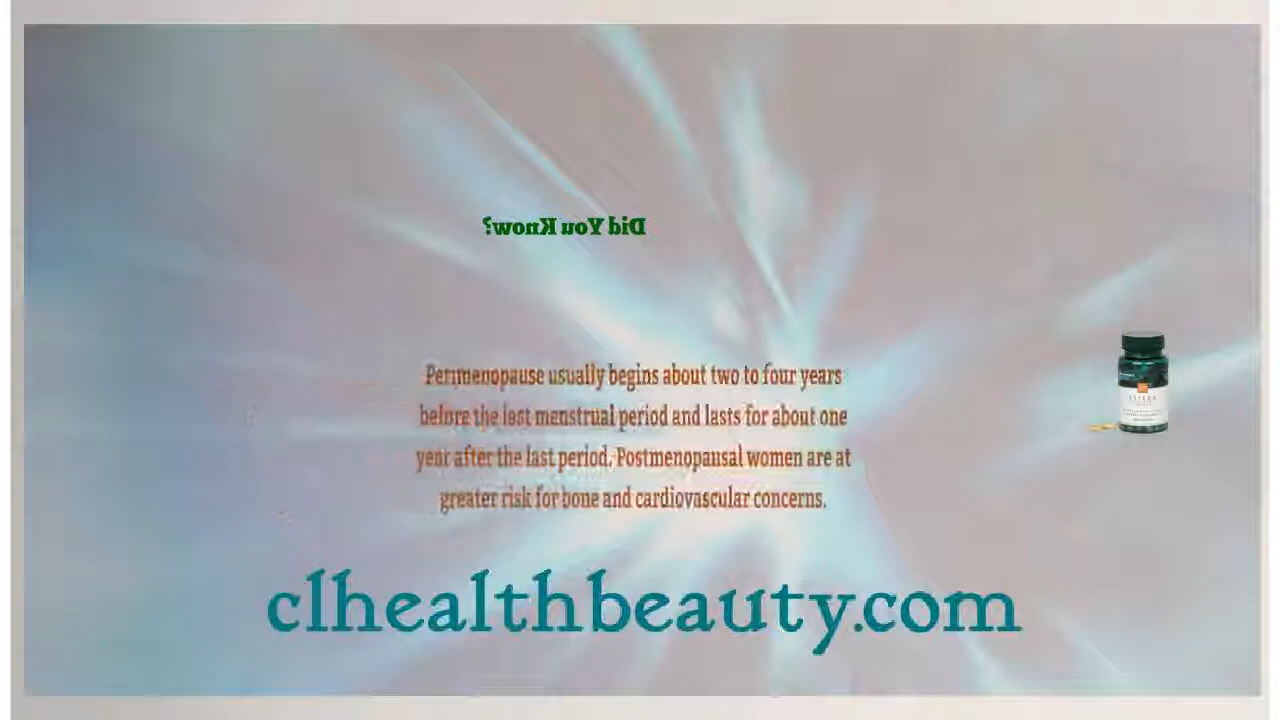 Did You Know?
Perimenopause usually begins about two to four years
before the last menstrual period and lasts for about one
year after the last period. Postmenopausal women are at
greater risk for bone and cardiovascular concerns.
ESTERA
clhealthbeauty.com